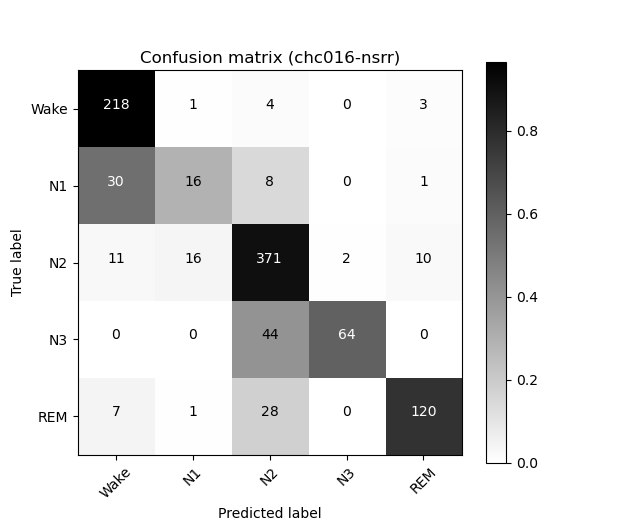 Confusion matrix (chc016-nsrr)
Wake 218 1 4 0 3
N1 30 16 8 0 1
N2 11 16 371 2 10
N3 0 0 44 64 0
REM 7 1 28 0 120
Wake N1 N2 N3 REM
Predicted label
True label
0.8
0.6
0.4
0.2
0.0